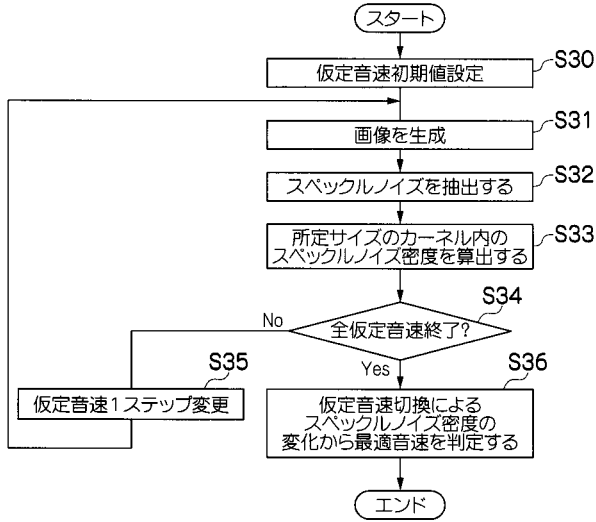 スタート
S30
仮定音速初期値設定
S31
画像を生成
S32
スペックルノイズを抽出する
S33
所定サイズのカーネル内の
スペックルノイズ密度を算出する
S34
全仮定音速終了?
No
Yes
S35
仮定音速1ステップ変更
S36
仮定音速切換による
スペックルノイズ密度の
変化から最適音速を判定する
エンド